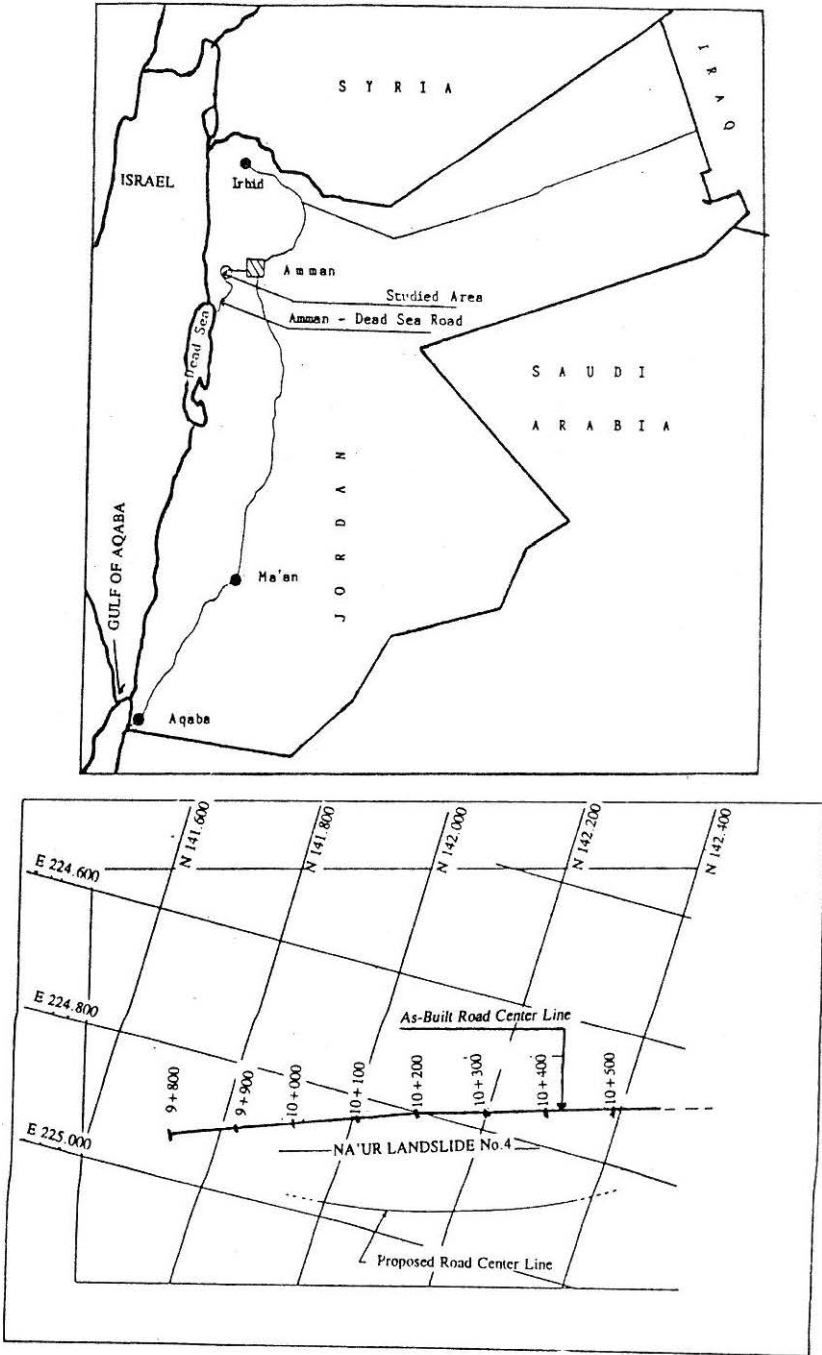 SYRIA
IRAQ
ISRAEL
Irbid
Amman
Studied Area
Amman - Dead Sea Road
Dead Sea
SAUDI
ARABIA
JORDAN
GULF OF AQABA
Ma'an
Aqaba
N 141.600
N 141.800
N 142.000
N 142.200
N 142.400
E 224.600
E 224.800
As-Built Road Center Line
9+800
9+900
10+000
10+100
10+200
10+300
10+400
10+500
E 225.000
NA'UR LANDSLIDE No.4
Proposed Road Center Line